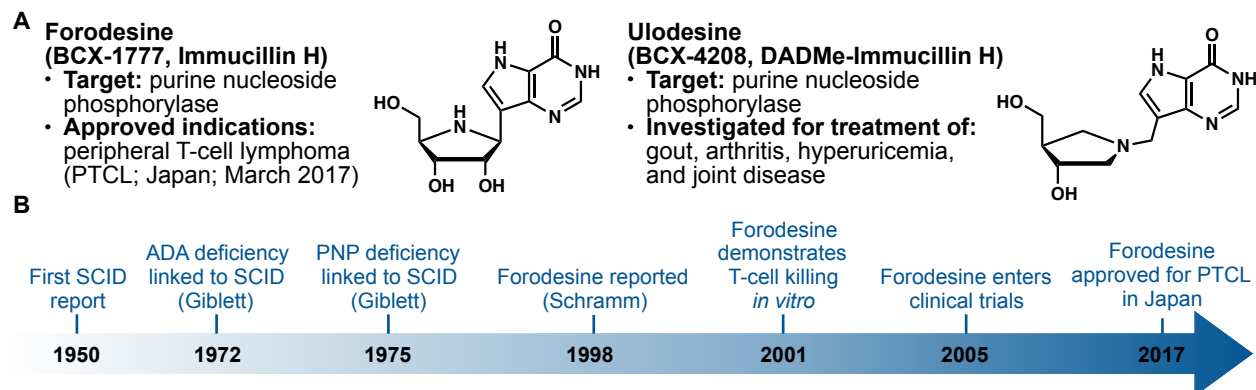 A
Forodesine
(BCX-1777, Immucillin H)
• Target: purine nucleoside
phosphorylase
• Approved indications:
peripheral T-cell lymphoma
(PTCL; Japan; March 2017)
HO
H
N
OH
OH
H
N
O
NH
N
Ulodesine
(BCX-4208, DADMe-Immucillin H)
• Target: purine nucleoside
phosphorylase
• Investigated for treatment of:
gout, arthritis, hyperuricemia,
and joint disease
HO
N
OH
H
N
O
NH
N
B
First SCID
report
1950
ADA deficiency
linked to SCID
(Giblett)
1972
PNP deficiency
linked to SCID
(Giblett)
1975
Forodesine reported
(Schramm)
1998
Forodesine
demonstrates
T-cell killing
in vitro
2001
Forodesine enters
clinical trials
2005
Forodesine
approved for PTCL
in Japan
2017